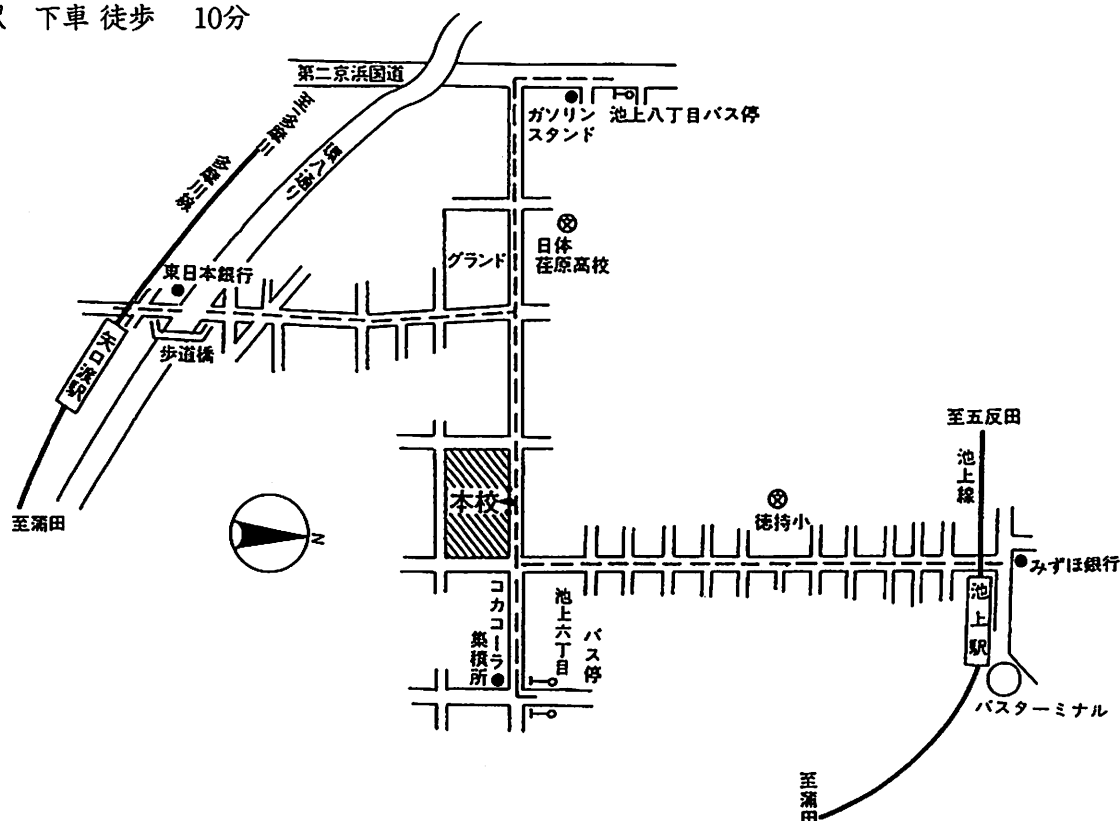 下車 徒歩 10分
第二京浜国道
至多摩川
多摩川線
環八通り
ガソリン
スタンド
池上八丁目バス停
日体
荏原高校
グランド
東日本銀行
歩道橋
矢口渡駅
至蒲田
本校
N
至五反田
池上線
徳持小
みずほ銀行
池上駅
バスターミナル
コカコーラ
集積所
池上六丁目
バス停
至蒲田